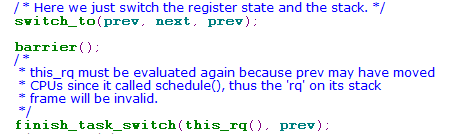 /* Here we just switch the register state and the stack. */
switch_to(prev, next, prev);
barrier();
/*
* this_rq must be evaluated again because prev may have moved
* CPUs since it called schedule(), thus the 'rq' on its stack
* frame will be invalid.
*/
finish_task_switch(this_rq(), prev);